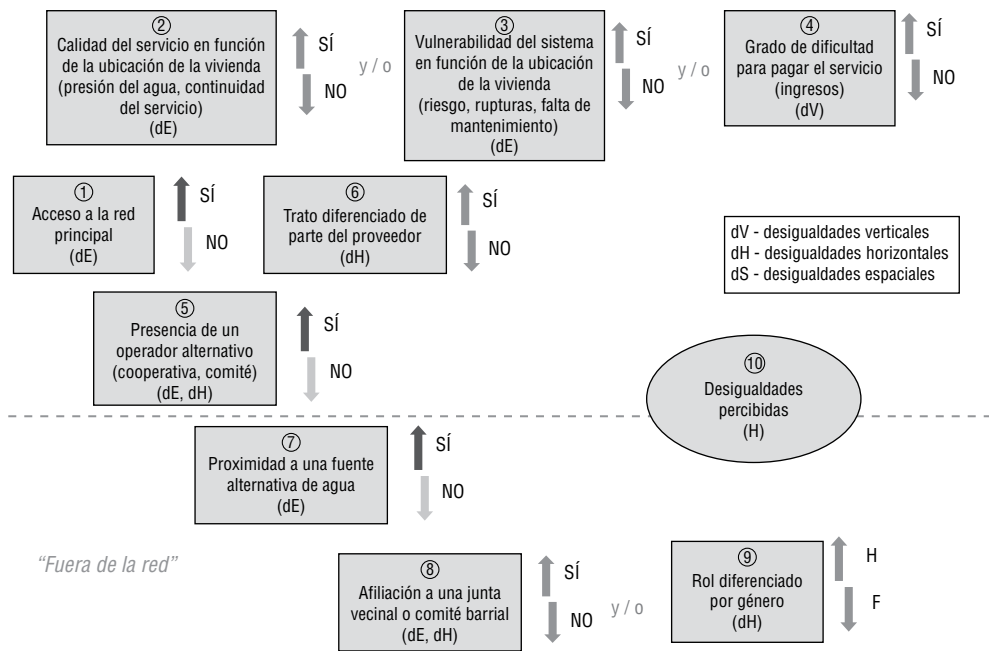 ②
Calidad del servicio en función
de la ubicación de la vivienda
(presión del agua, continuidad
del servicio)
(dE)
SÍ
NO
y / o
③
Vulnerabilidad del sistema
en función de la ubicación
de la vivienda
(riesgo, rupturas, falta de
mantenimiento)
(dE)
SÍ
NO
y / o
④
Grado de dificultad
para pagar el servicio
(ingresos)
(dV)
SÍ
NO
①
Acceso a la red
principal
(dE)
SÍ
NO
⑥
Trato diferenciado de
parte del proveedor
(dH)
SÍ
NO
dV - desigualdades verticales
dH - desigualdades horizontales
dS - desigualdades espaciales
⑤
Presencia de un
operador alternativo
(cooperativa, comité)
(dE, dH)
SÍ
NO
⑩
Desigualdades
percibidas
(H)
⑦
Proximidad a una fuente
alternativa de agua
(dE)
SÍ
NO
"Fuera de la red"
⑧
Afiliación a una junta
vecinal o comité barrial
(dE, dH)
SÍ
NO
y / o
⑨
Rol diferenciado
por género
(dH)
H
F